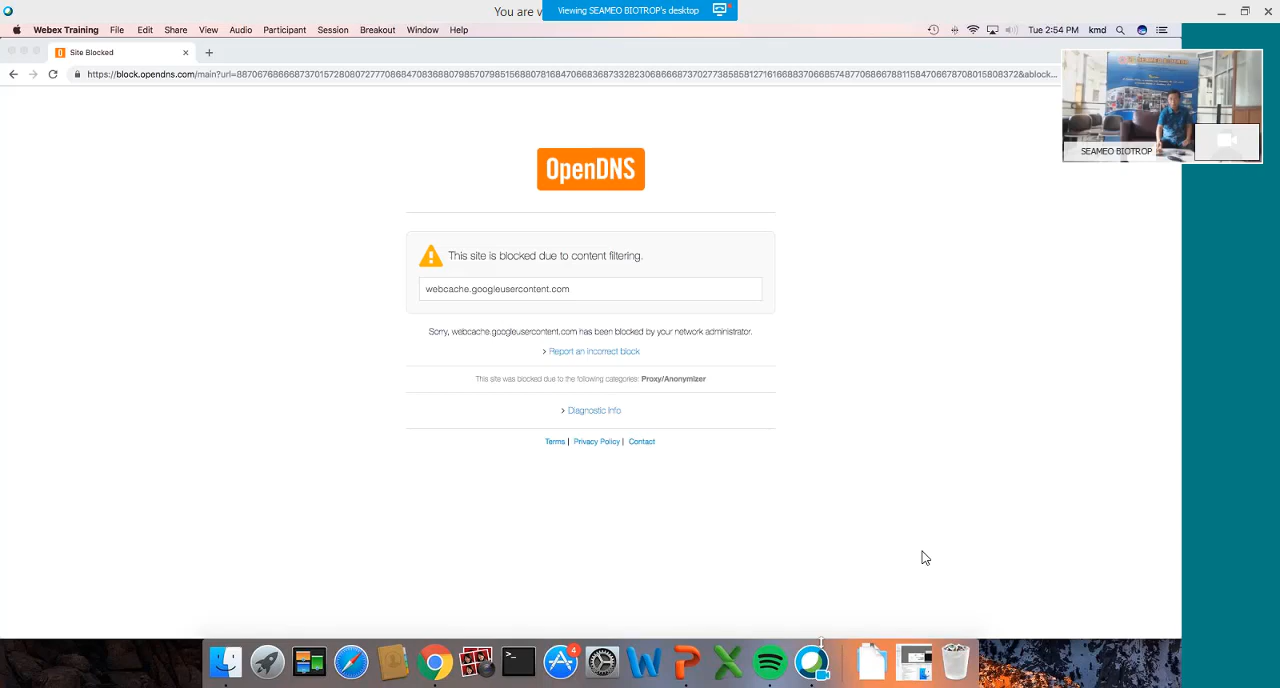 You are v
Viewing SEAMEO BIOTROP's desktop
Webex Training File Edit Share View Audio Participant Session Breakout Window Help
Tue 2:54 PM kmd
Site Blocked
OpenDNS
This site is blocked due to content filtering.
webcache.googleusercontent.com
Sorry, webcache.googleusercontent.com has been blocked by your network administrator.
> Report an incorrect block
This site was blocked due to the following categories: Proxy/Anonymizer
> Diagnostic Info
Terms | Privacy Policy | Contact
SEAMEO BIOTROP
4